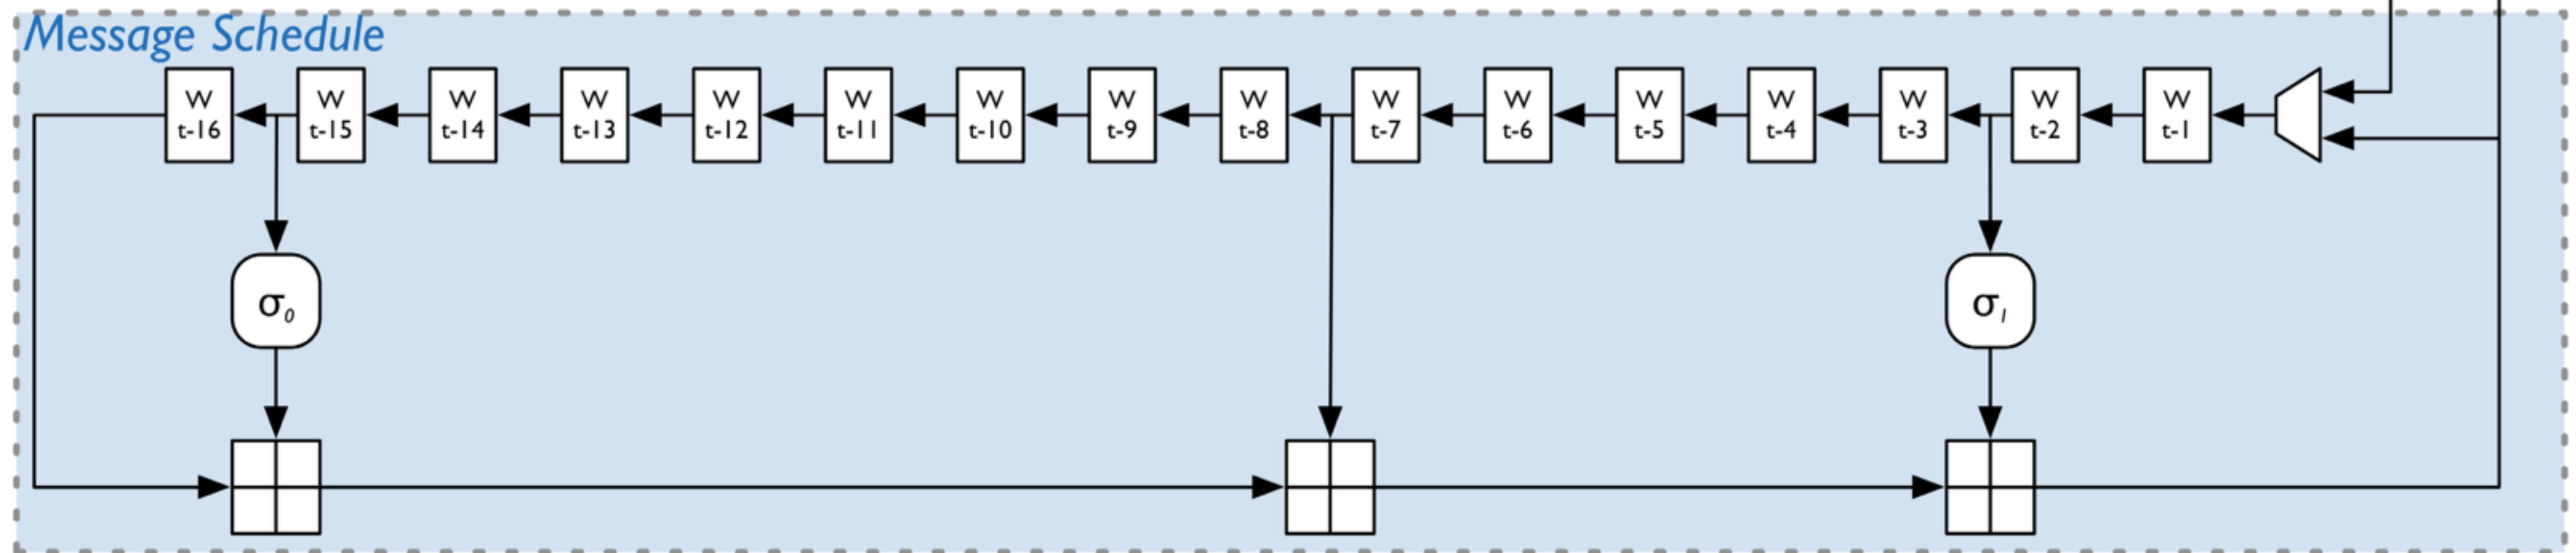 Message Schedule
W W W W W W W W W W W W W W W W
t-16 t-15 t-14 t-13 t-12 t-11 t-10 t-9 t-8 t-7 t-6 t-5 t-4 t-3 t-2 t-1
σ0 σ1